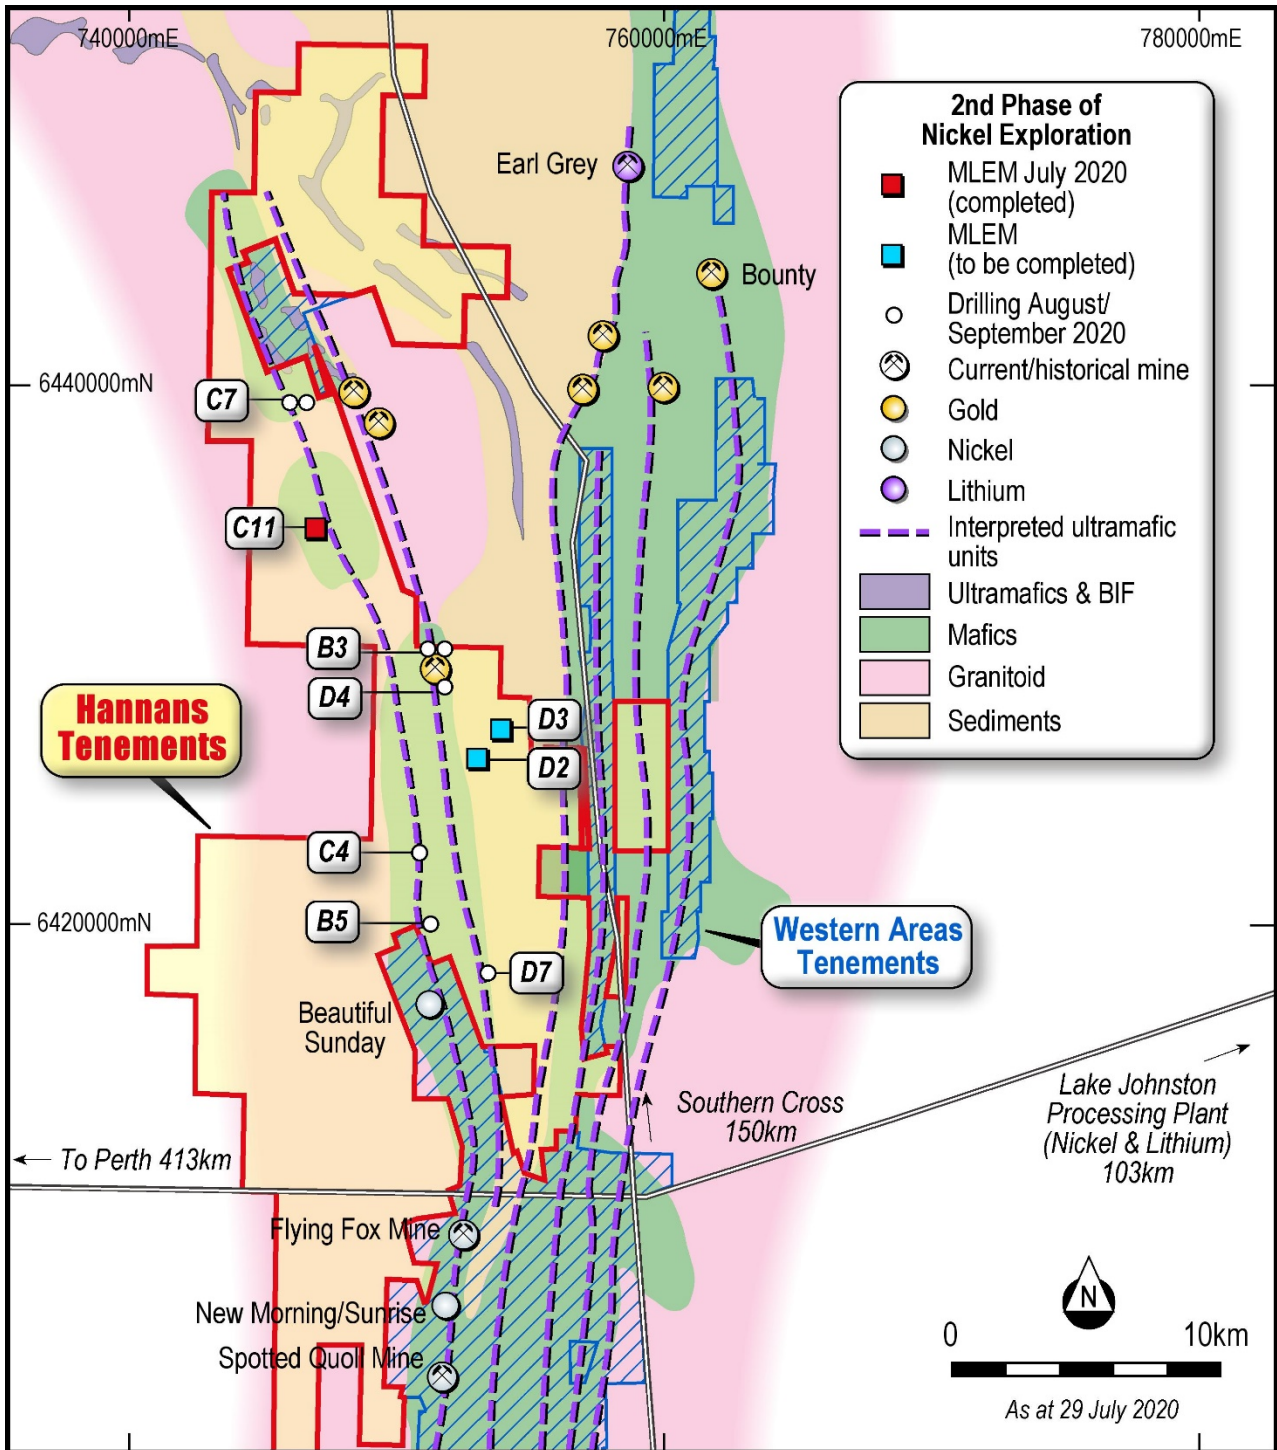 740000mE
760000mE
780000mE
2nd Phase of
Nickel Exploration
MLEM July 2020
(completed)
MLEM
(to be completed)
Drilling August/
September 2020
Current/historical mine
Gold
Nickel
Lithium
Interpreted ultramafic
units
Ultramafics & BIF
Mafics
Granitoid
Sediments
Earl Grey
Bounty
6440000mN
C7
C11
B3
D4
Hannans
Tenements
D3
D2
C4
B5
6420000mN
D7
Western Areas
Tenements
Beautiful
Sunday
Southern Cross
150km
Lake Johnston
Processing Plant
(Nickel & Lithium)
103km
To Perth 413km
Flying Fox Mine
New Morning/Sunrise
Spotted Quoll Mine
N
0 10km
As at 29 July 2020